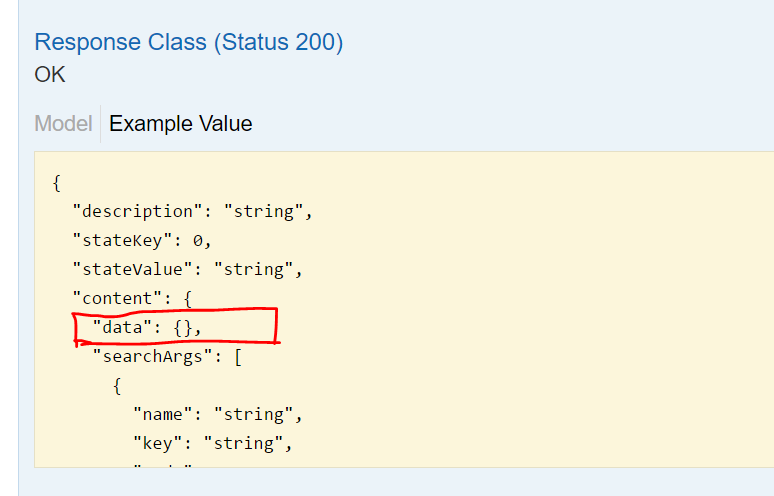 Response Class (Status 200)
OK
Model Example Value
{
"description": "string",
"stateKey": 0,
"stateValue": "string",
"content": {
"data": {},
"searchArgs": [
{
"name": "string",
"key": "string",